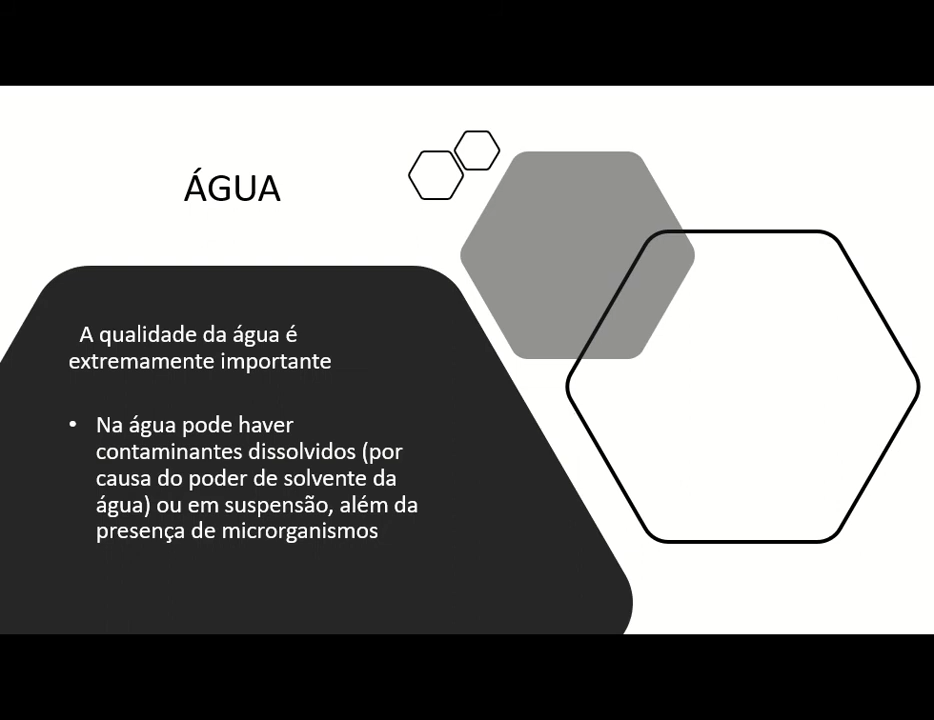 ÁGUA
A qualidade da água é
extremamente importante
• Na água pode haver
contaminantes dissolvidos (por
causa do poder de solvente da
água) ou em suspensão, além da
presença de microrganismos